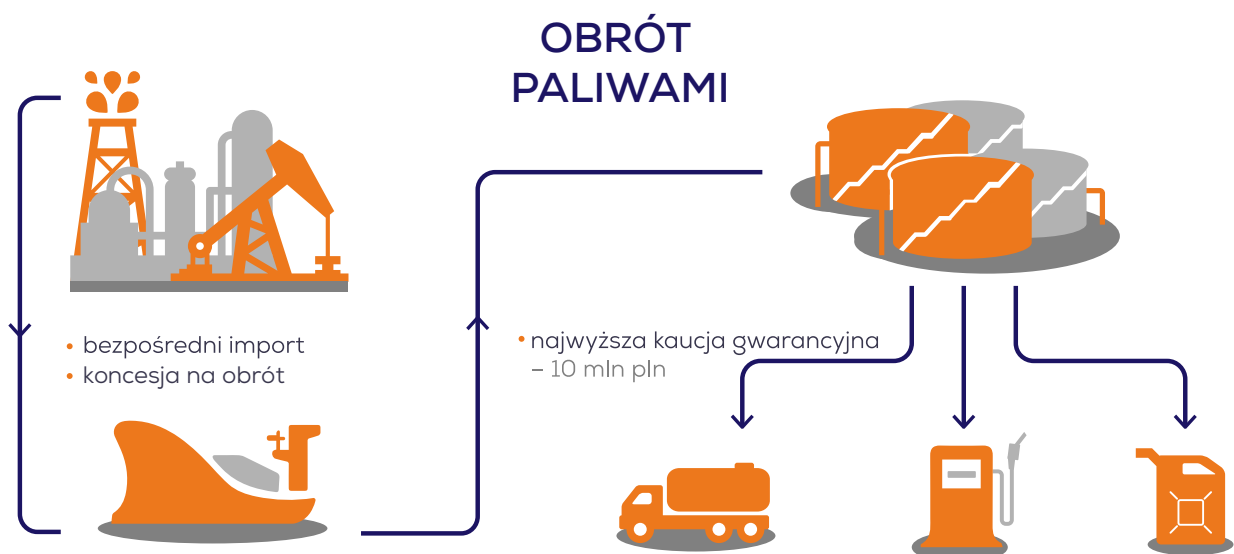 OBRÓT
PALIWAMI
• bezpośredni import
• koncesja na obrót
• najwyższa kaucja gwarancyjna
– 10 mln pln